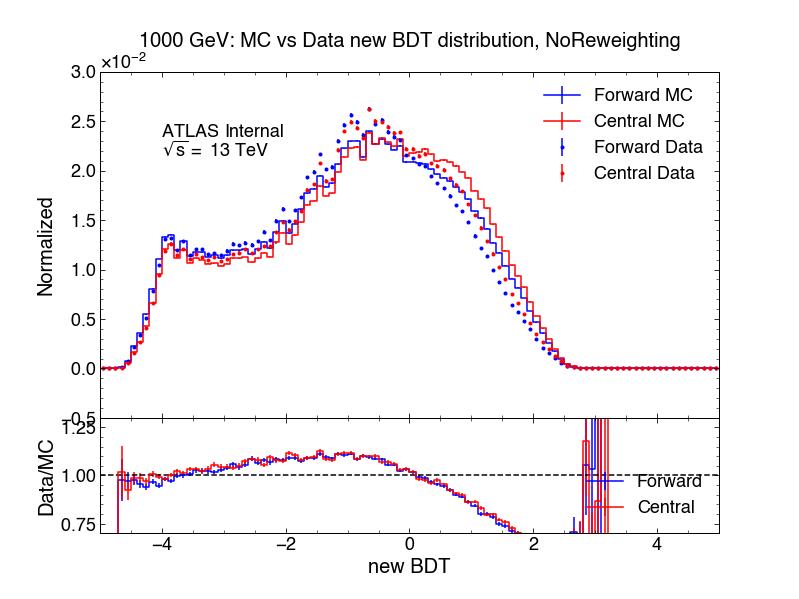 1000 GeV: MC vs Data new BDT distribution, NoReweighting
×10⁻²
3.0
2.5
2.0
1.5
1.0
0.5
0.0
−0.5
Normalized
ATLAS Internal
√s = 13 TeV
Forward MC
Central MC
Forward Data
Central Data
1.25
1.00
0.75
Data/MC
Forward
Central
−4 −2 0 2 4
new BDT